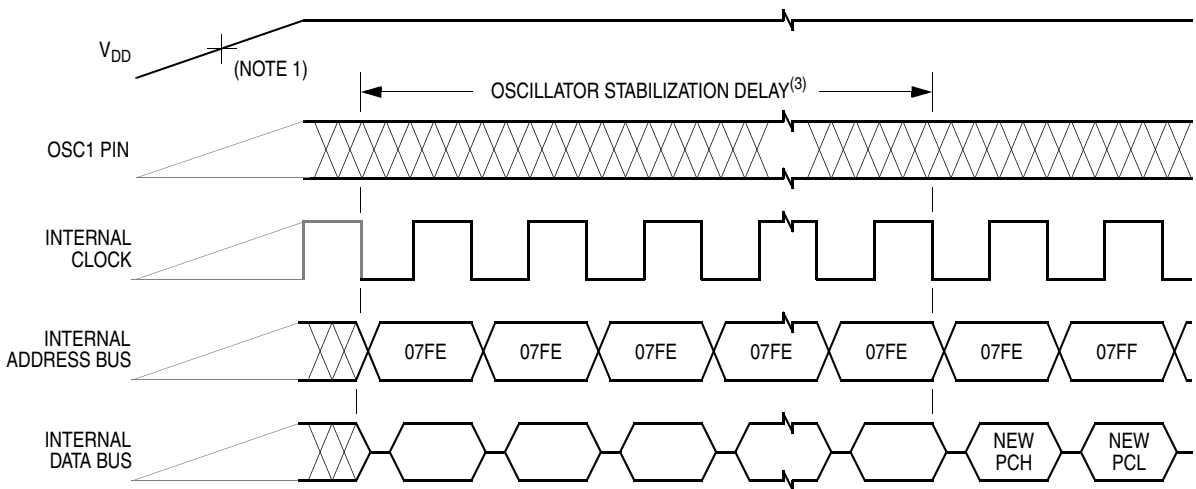 VDD
(NOTE 1)
OSCILLATOR STABILIZATION DELAY(3)
OSC1 PIN
INTERNAL
CLOCK
INTERNAL
ADDRESS BUS
07FE 07FE 07FE 07FE 07FE 07FE 07FF
INTERNAL
DATA BUS
NEW
PCH
NEW
PCL